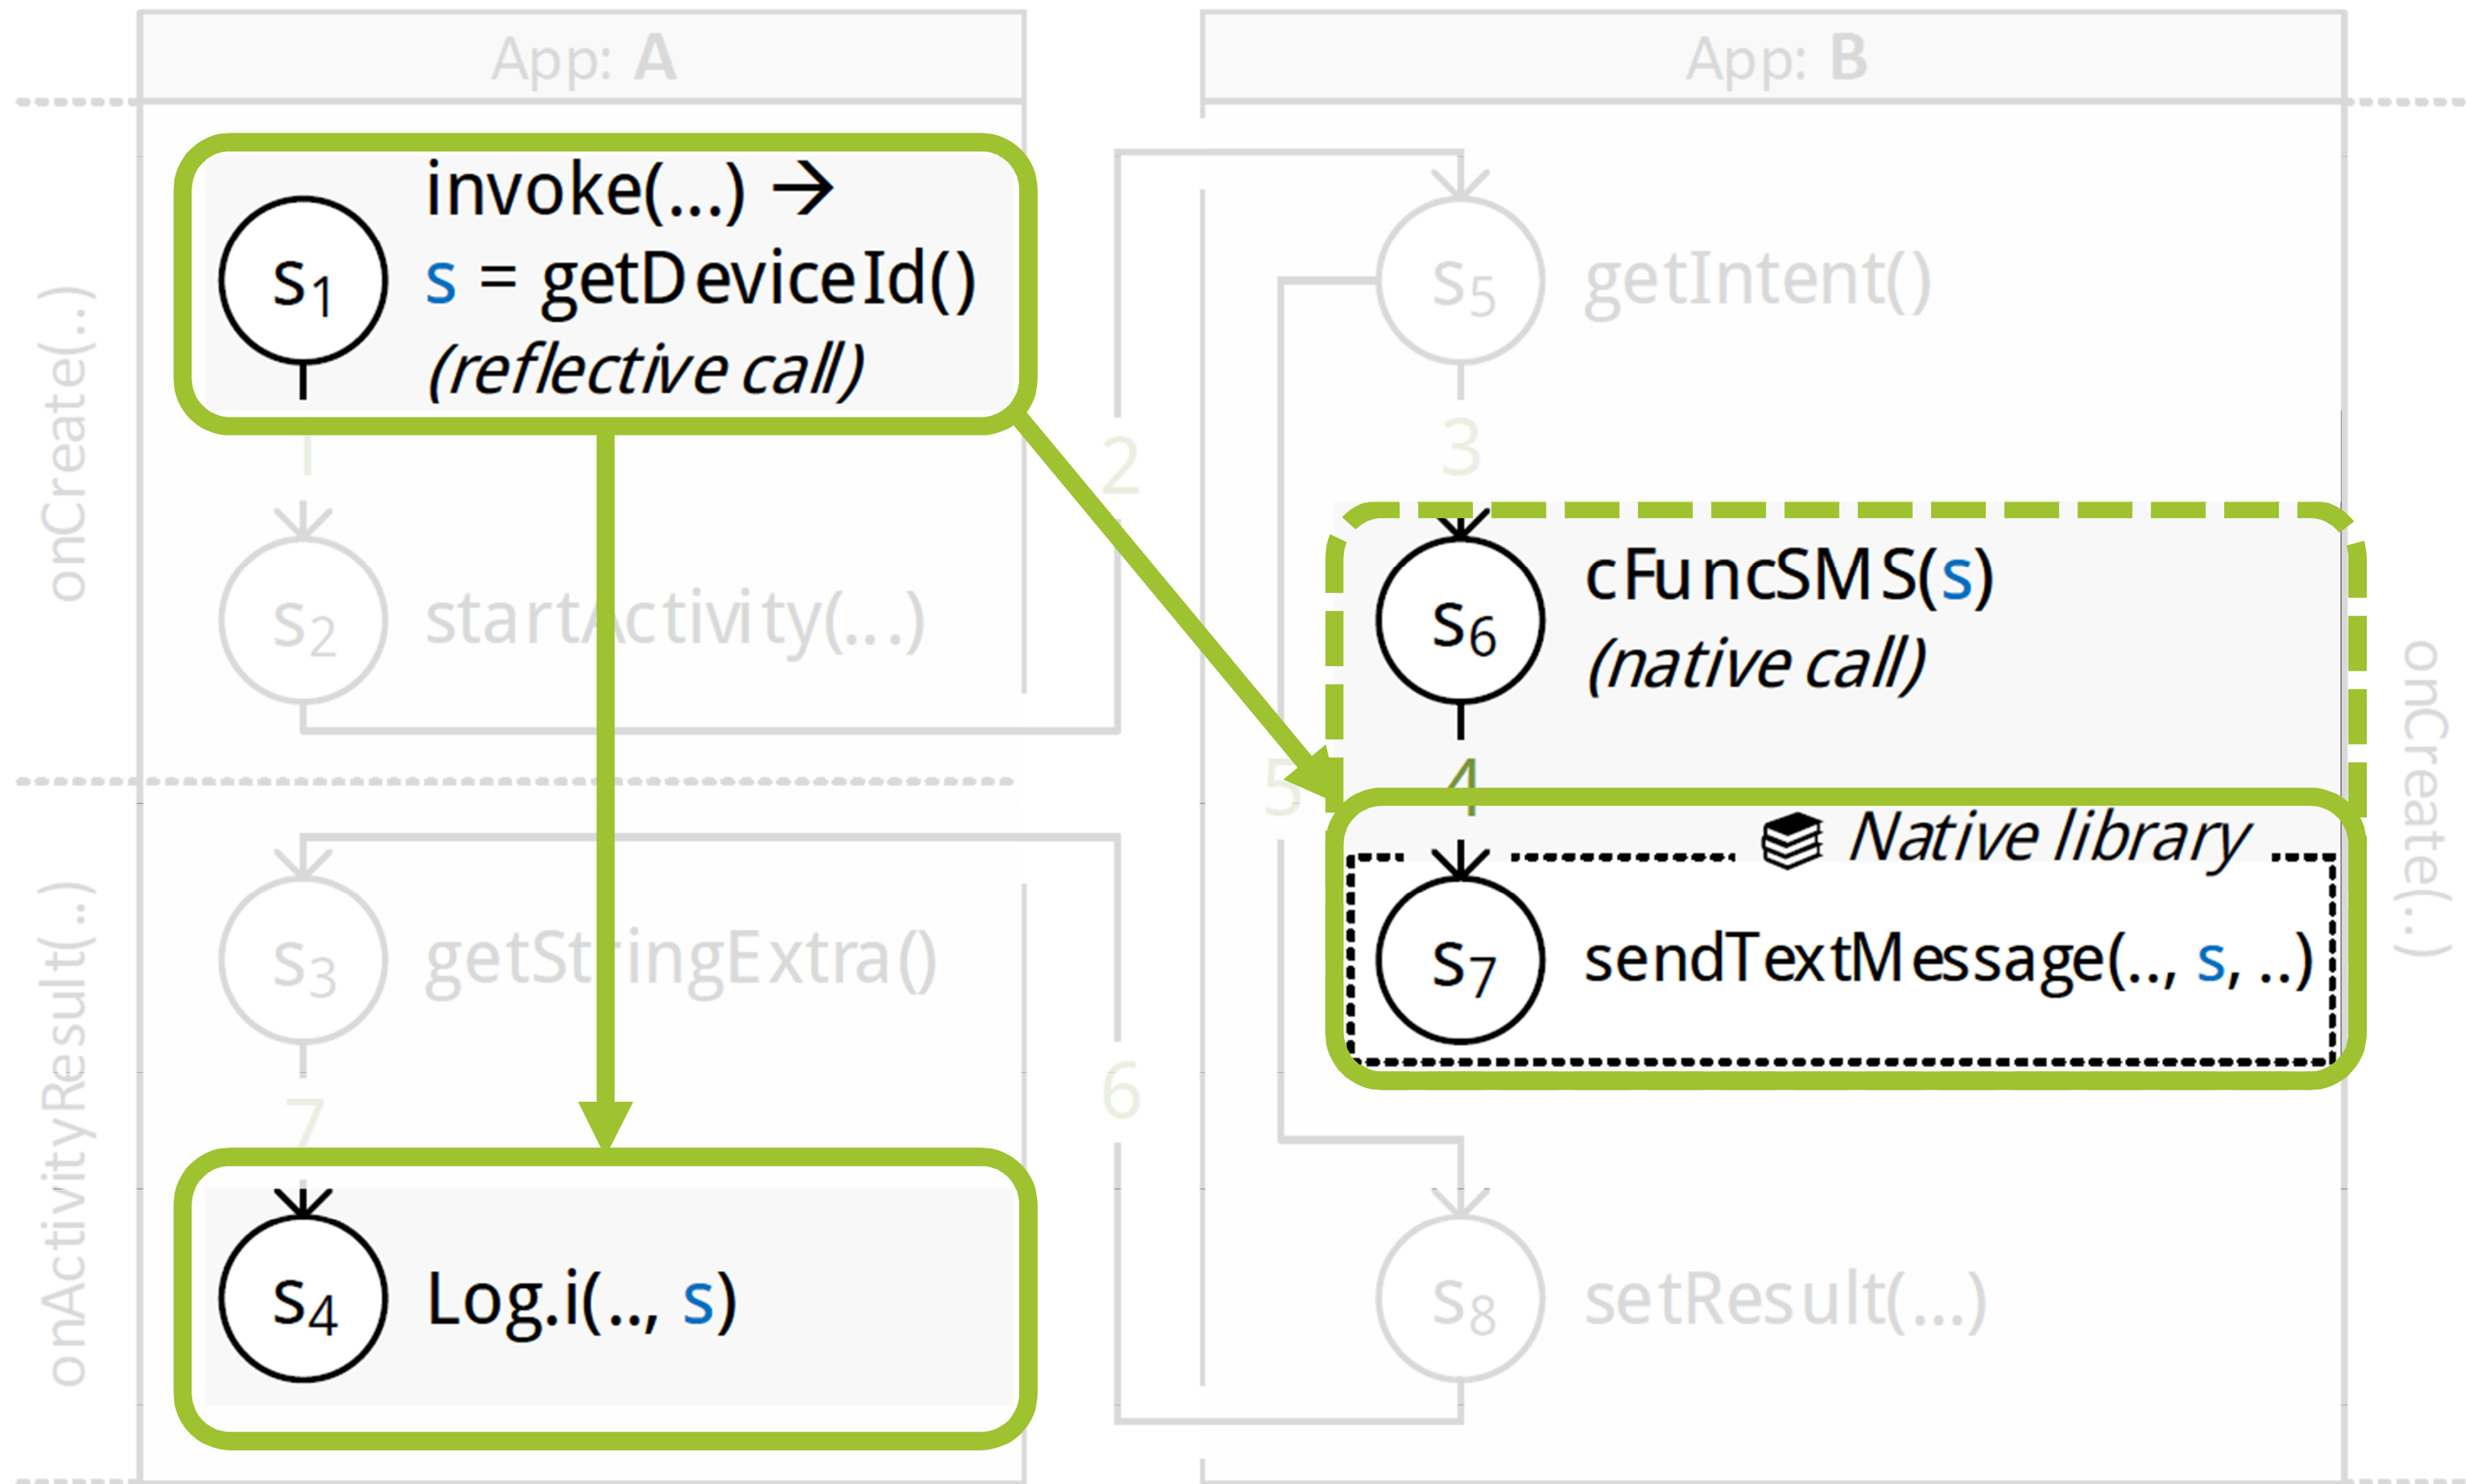 App: A
onCreate(..)
s1
invoke(...) →
s = getDeviceId()
(reflective call)
1
s2
startActivity(...)
2
onActivityResult(..)
s3
getStringExtra()
7
6
s4
Log.i(.., s)
App: B
s5
getIntent()
3
5
s6
cFuncSMS(s)
(native call)
4
Native library
s7
sendTextMessage(.., s, ..)
s8
setResult(...)
onCreate(..)